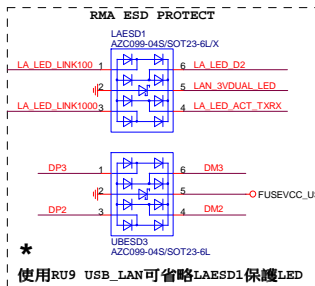 RMA ESD PROTECT
LAESD1
AZC099-04S/SOT23-6L/X
LA_LED_LINK100 1 6 LA_LED_D2
2 5 LAN_3VDUAL_LED
LA_LED_LINK1000 3 4 LA_LED_ACT_TXRX
DP3 1 6 DM3
2 5 FUSEVCC_US
DP2 3 4 DM2
UBESD3
AZC099-04S/SOT23-6L
*
使用RU9 USB_LAN可省略LAESD1保護LED